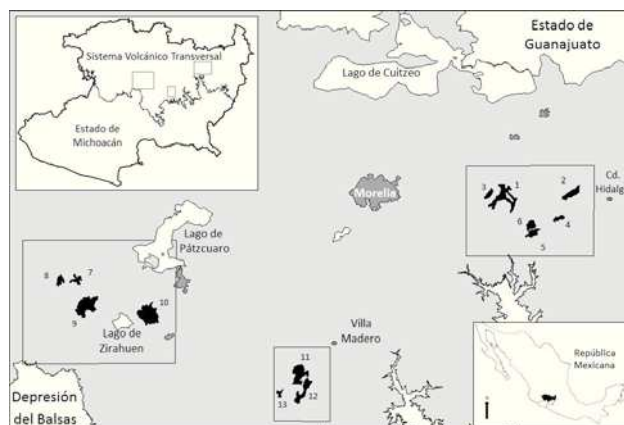 Sistema Volcánico Transversal
Estado de
Michoacán
Estado de
Guanajuato
Lago de Cuitzeo
Morelia
Cd.
Hidalg
1
2
3
4
5
6
Lago de
Pátzcuaro
7
8
9
10
Lago de
Zirahuen
Villa
Madero
11
12
13
República
Mexicana
Depresión
del Balsas